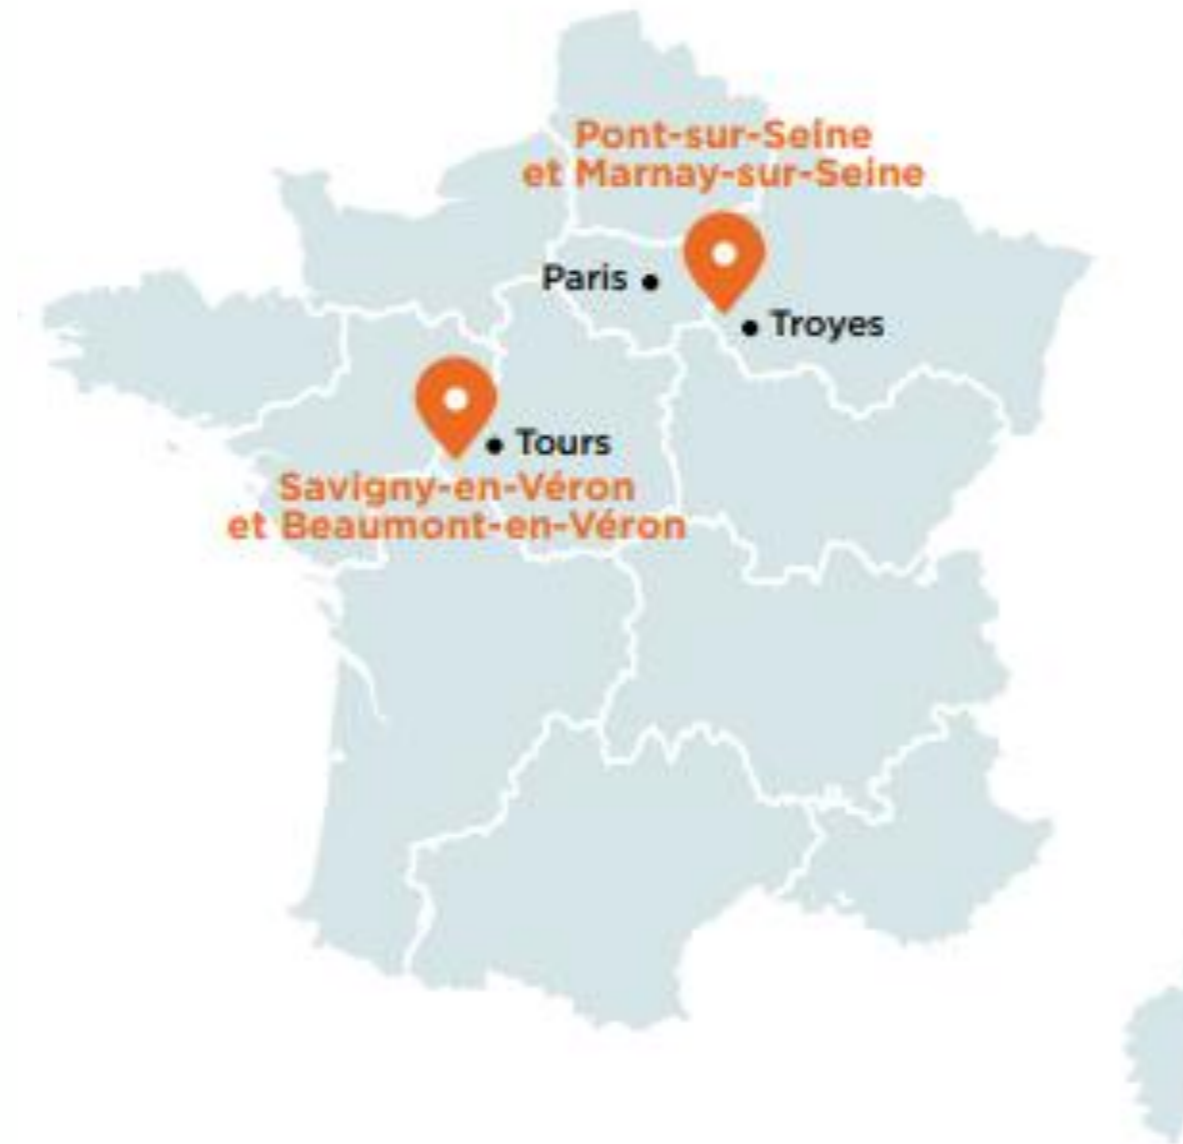 Pont-sur-Seine
et Marnay-sur-Seine
Paris
Troyes
Tours
Savigny-en-Véron
et Beaumont-en-Véron